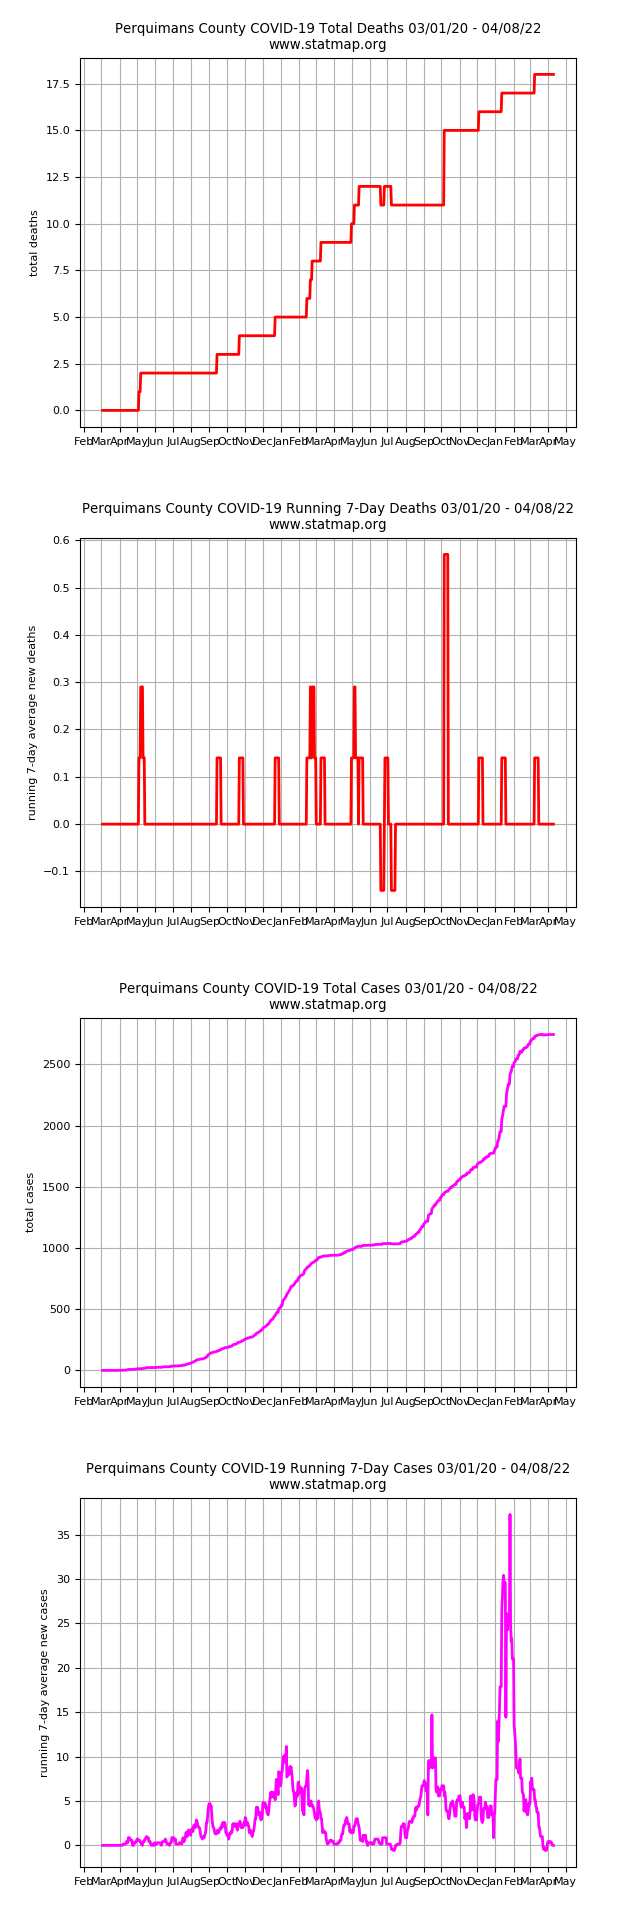 Perquimans County COVID-19 Total Deaths 03/01/20 - 04/08/22
www.statmap.org
17.5
15.0
12.5
10.0
7.5
5.0
2.5
0.0
total deaths
Feb Mar Apr May Jun Jul Aug Sep Oct Nov Dec Jan Feb Mar Apr May Jun Jul Aug Sep Oct Nov Dec Jan Feb Mar Apr May
Perquimans County COVID-19 Running 7-Day Deaths 03/01/20 - 04/08/22
www.statmap.org
0.6
0.5
0.4
0.3
0.2
0.1
0.0
−0.1
running 7-day average new deaths
Feb Mar Apr May Jun Jul Aug Sep Oct Nov Dec Jan Feb Mar Apr May Jun Jul Aug Sep Oct Nov Dec Jan Feb Mar Apr May
Perquimans County COVID-19 Total Cases 03/01/20 - 04/08/22
www.statmap.org
2500
2000
1500
1000
500
0
total cases
Feb Mar Apr May Jun Jul Aug Sep Oct Nov Dec Jan Feb Mar Apr May Jun Jul Aug Sep Oct Nov Dec Jan Feb Mar Apr May
Perquimans County COVID-19 Running 7-Day Cases 03/01/20 - 04/08/22
www.statmap.org
35
30
25
20
15
10
5
0
running 7-day average new cases
Feb Mar Apr May Jun Jul Aug Sep Oct Nov Dec Jan Feb Mar Apr May Jun Jul Aug Sep Oct Nov Dec Jan Feb Mar Apr May